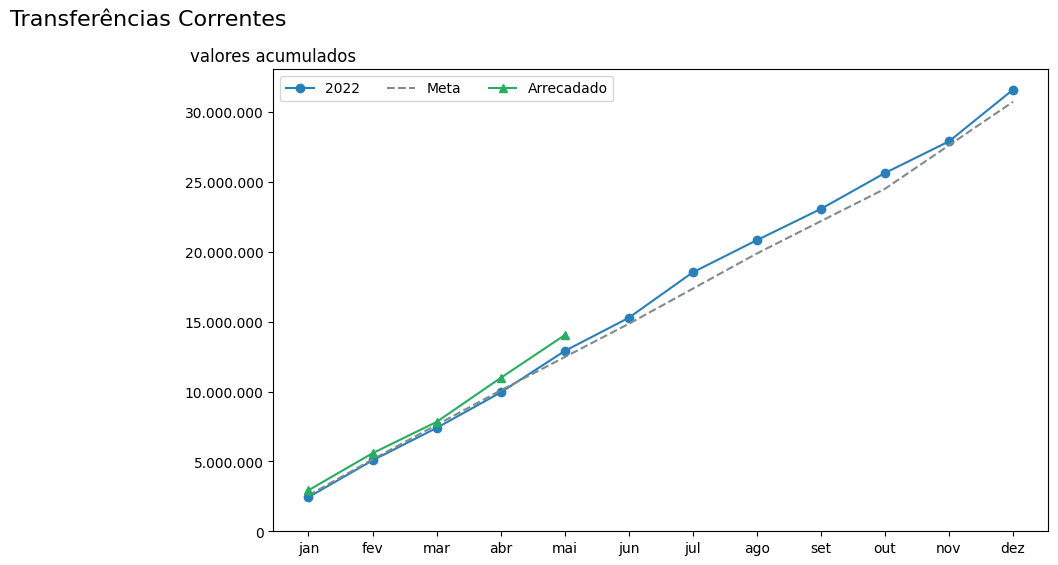 Transferências Correntes
valores acumulados
2022 Meta Arrecadado
30.000.000
25.000.000
20.000.000
15.000.000
10.000.000
5.000.000
0
jan fev mar abr mai jun jul ago set out nov dez